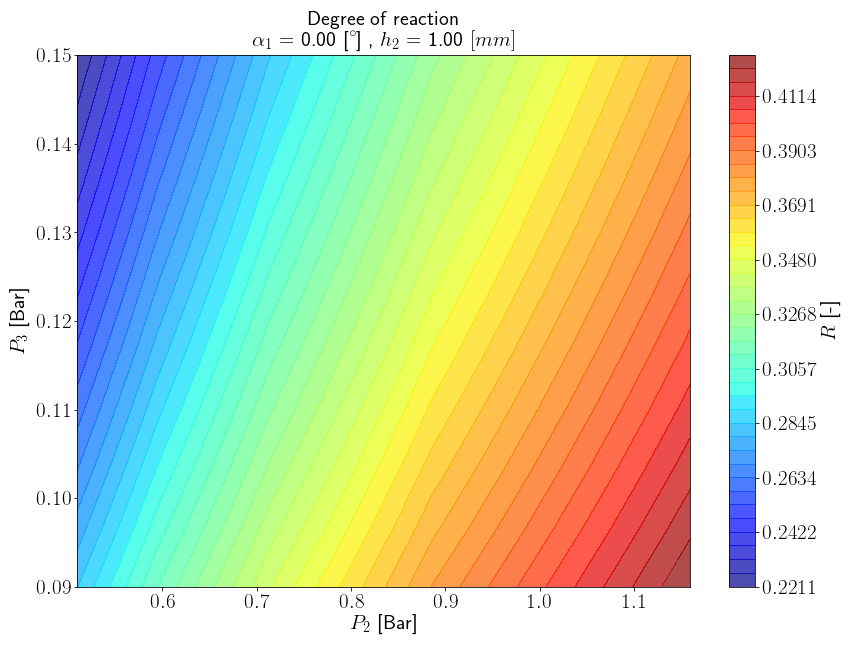 Degree of reaction
α₁ = 0.00 [°] , h₂ = 1.00 [mm]
0.15
0.14
0.13
0.12
0.11
0.10
0.09
P₃ [Bar]
0.6 0.7 0.8 0.9 1.0 1.1
P₂ [Bar]
0.4114
0.3903
0.3691
0.3480
0.3268
0.3057
0.2845
0.2634
0.2422
0.2211
R [-]